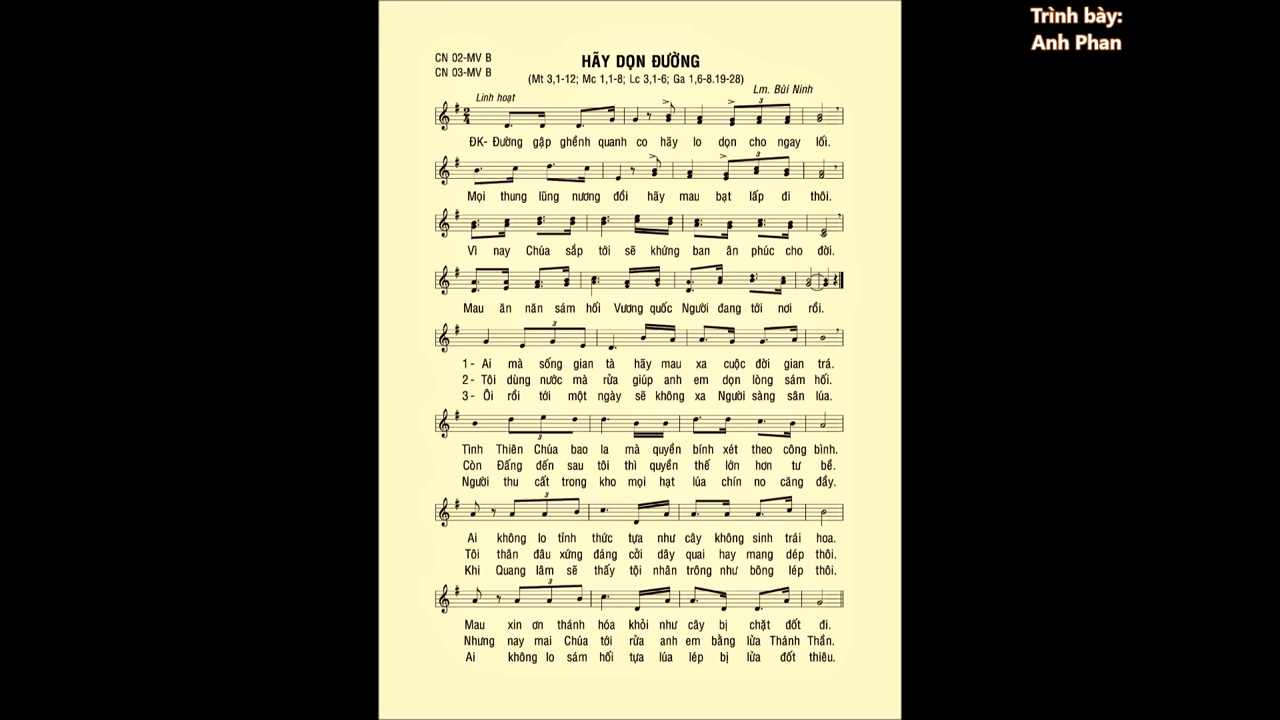 Trình bày:
Anh Phan
CN 02-MV B
CN 03-MV B
HÃY DỌN ĐƯỜNG
(Mt 3,1-12; Mc 1,1-8; Lc 3,1-6; Ga 1,6-8.19-28)
Lm. Bùi Ninh
Linh hoạt
ĐK- Đường gập ghềnh quanh co hãy lo dọn cho ngay lối.
Mọi thung lũng nương đồi hãy mau bạt lấp đi thôi.
Vì nay Chúa sắp tới sẽ khứng ban ân phúc cho đời.
Mau ăn năn sám hối Vương quốc Người đang tới nơi rồi.
1- Ai mà sống gian tà hãy mau xa cuộc đời gian trá.
2- Tôi dùng nước mà rửa giúp anh em dọn lòng sám hối.
3- Ôi rồi tới một ngày sẽ không xa Người sàng sân lúa.
Tình Thiên Chúa bao la mà quyền bính xét theo công bình.
Còn Đấng đến sau tôi thì quyền thế lớn hơn tư bề.
Người thu cất trong kho mọi hạt lúa chín no căng đầy.
Ai không lo tỉnh thức tựa như cây không sinh trái hoa.
Tôi thân đâu xứng đáng cởi dây quai hay mang dép thôi.
Khi Quang lâm sẽ thấy tội nhân trông như bông lép thôi.
Mau xin ơn thánh hóa khỏi như cây bị chặt đốt đi.
Nhưng nay mai Chúa tới rửa anh em bằng lửa Thánh Thần.
Ai không lo sám hối tựa lúa lép bị lửa đốt thiêu.